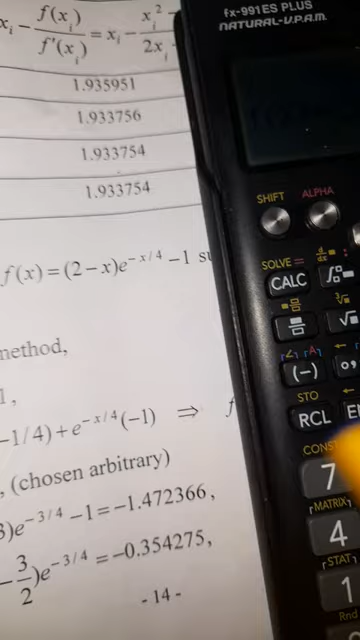 x_i − f(x_i)/f'(x_i) = x_i − x_i²/2x_i
1.935951
1.933756
1.933754
1.933754
f(x) = (2−x)e^{−x/4} −1
method,
−1/4) + e^{−x/4}(−1) ⇒ f
, (chosen arbitrary)
3)e^{−3/4} −1 = −1.472366,
−3/2)e^{−3/4} = −0.354275,
- 14 -
fx-991ES PLUS
NATURAL-V.P.A.M.
SHIFT ALPHA
SOLVE =
CALC
(−)
STO
RCL
CONST
7
MATRIX
4
STAT
1
Rnd